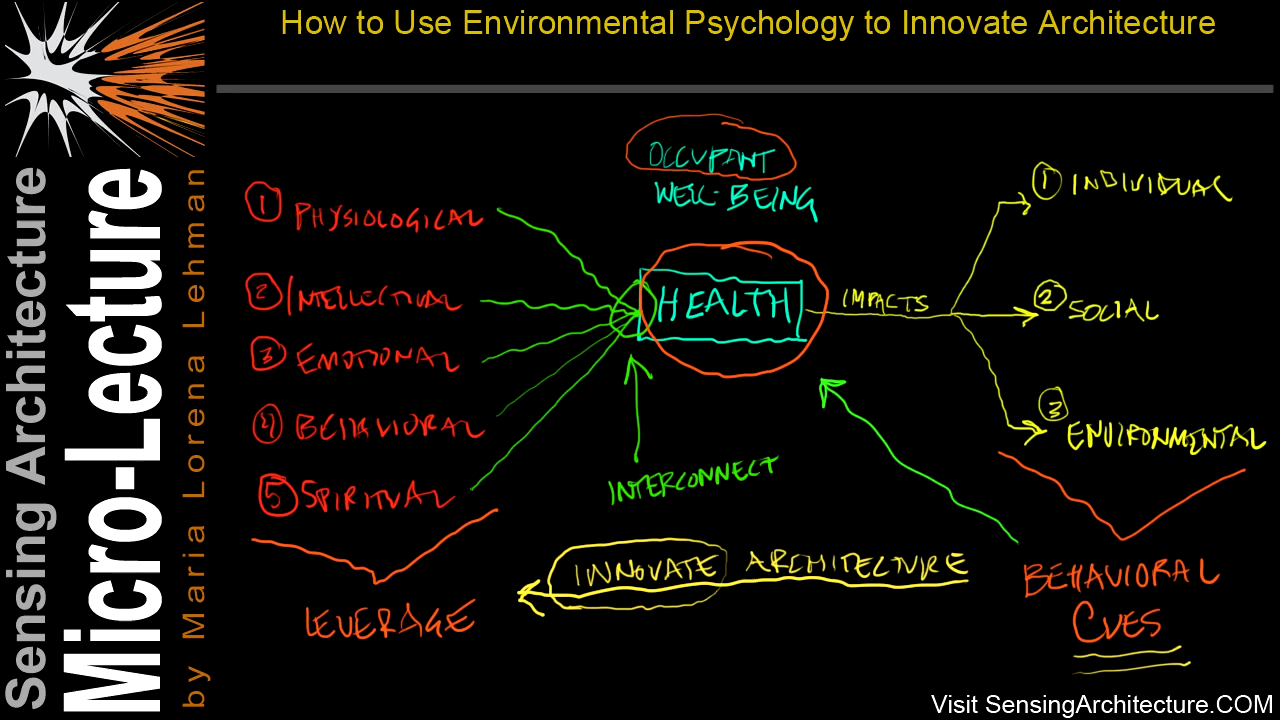 How to Use Environmental Psychology to Innovate Architecture
Sensing Architecture
Micro-Lecture
by Maria Lorena Lehman
OCCUPANT
WELL-BEING
1 PHYSIOLOGICAL
2 INTELLECTUAL
3 EMOTIONAL
4 BEHAVIORAL
5 SPIRITUAL
HEALTH
IMPACTS
1 INDIVIDUAL
2 SOCIAL
3 ENVIRONMENTAL
INTERCONNECT
INNOVATE ARCHITECTURE
LEVERAGE
BEHAVIORAL
CUES
Visit SensingArchitecture.COM